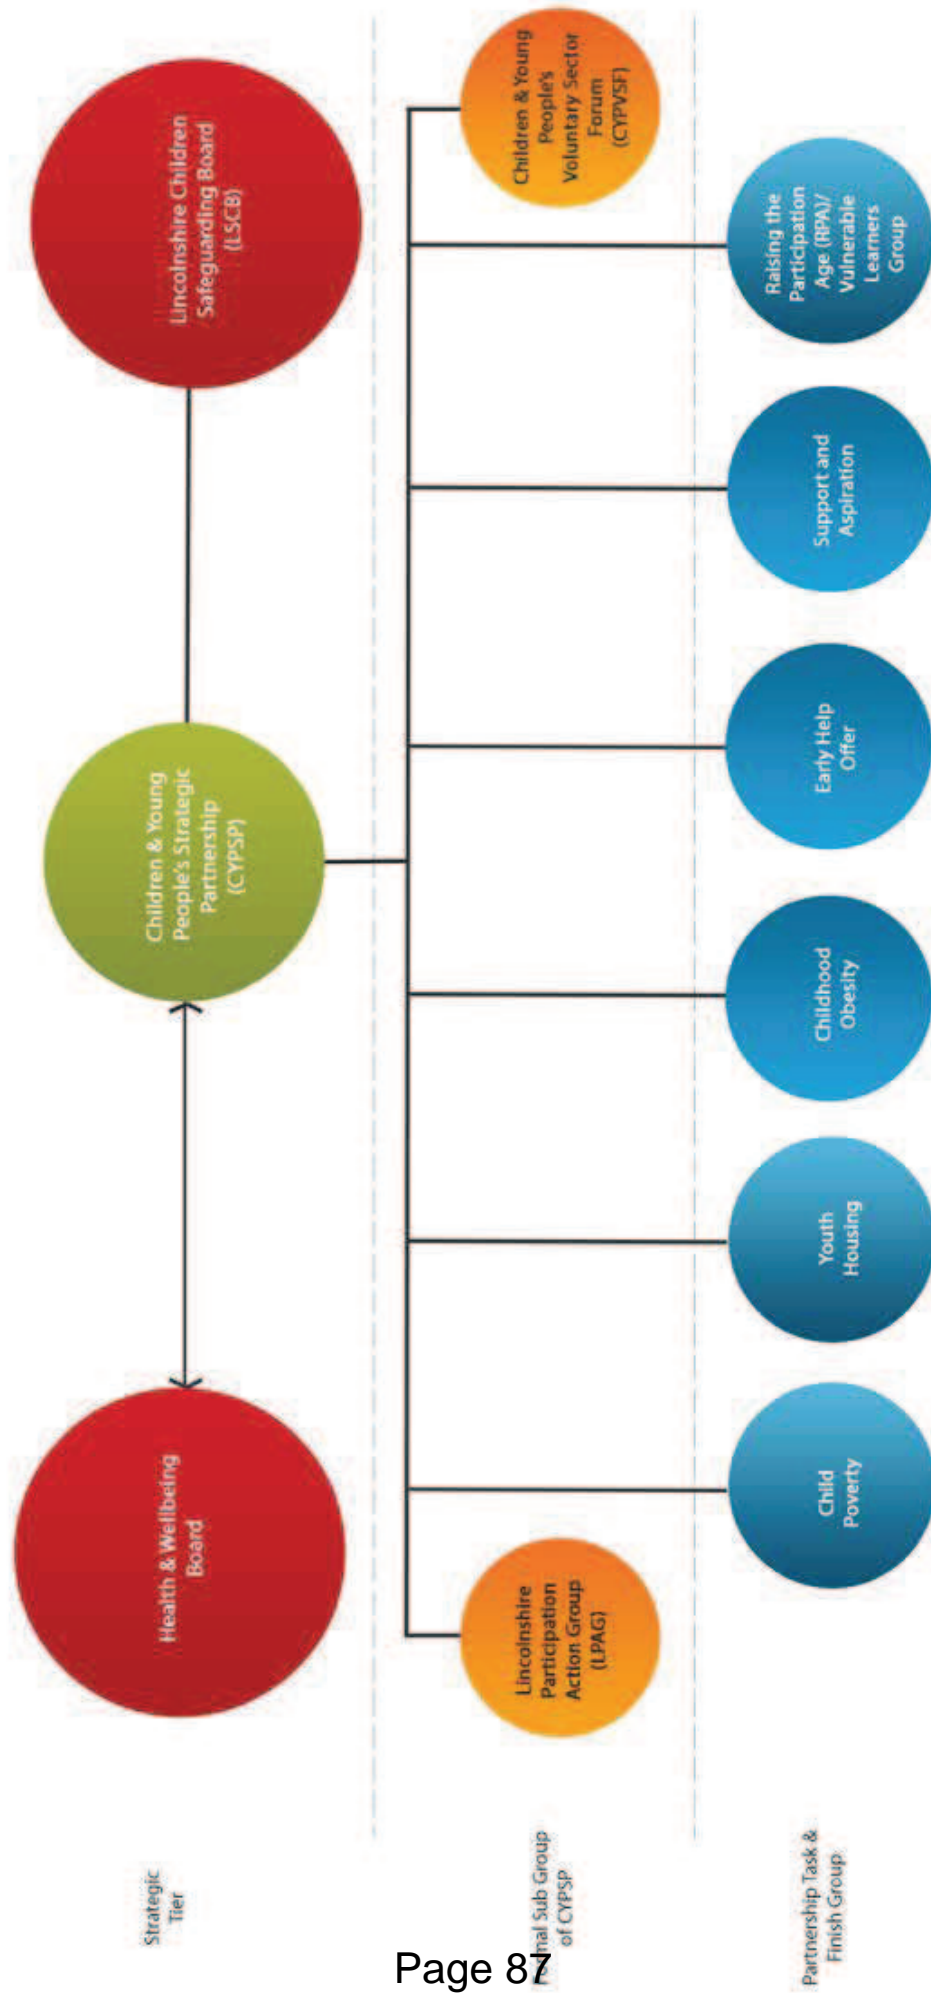 Strategic
Tier
Health & Wellbeing
Board
Children & Young
People's Strategic
Partnership
(CYPSP)
Lincolnshire Children
Safeguarding Board
(LSCB)
Formal Sub Group
of CYPSP
Lincolnshire
Participation
Action Group
(LPAG)
Children & Young
People's
Voluntary Sector
Forum
(CYPVSF)
Partnership Task &
Finish Group
Child
Poverty
Youth
Housing
Childhood
Obesity
Early Help
Offer
Support and
Aspiration
Raising the
Participation
Age (RPA)/
Vulnerable
Learners
Group
Page 87